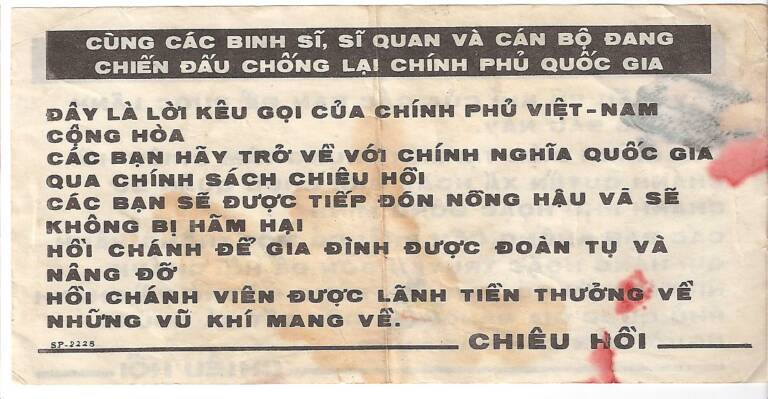 CÙNG CÁC BINH SĨ, SĨ QUAN VÀ CÁN BỘ ĐANG
CHIẾN ĐẤU CHỐNG LẠI CHÍNH PHỦ QUỐC GIA
ĐÂY LÀ LỜI KÊU GỌI CỦA CHÍNH PHỦ VIỆT-NAM
CỘNG HÒA
CÁC BẠN HÃY TRỞ VỀ VỚI CHÍNH NGHĨA QUỐC GIA
QUA CHÍNH SÁCH CHIÊU HỒI
CÁC BẠN SẼ ĐƯỢC TIẾP ĐÓN NỒNG HẬU VÃ SẼ
KHÔNG BỊ HÃM HẠI
HỒI CHÁNH ĐỂ GIA ĐÌNH ĐƯỢC ĐOÀN TỤ VÀ
NÂNG ĐỠ
HỒI CHÁNH VIÊN ĐƯỢC LÃNH TIỀN THƯỞNG VỀ
NHỮNG VŨ KHÍ MANG VỀ.
SP-2228 CHIÊU HỒI